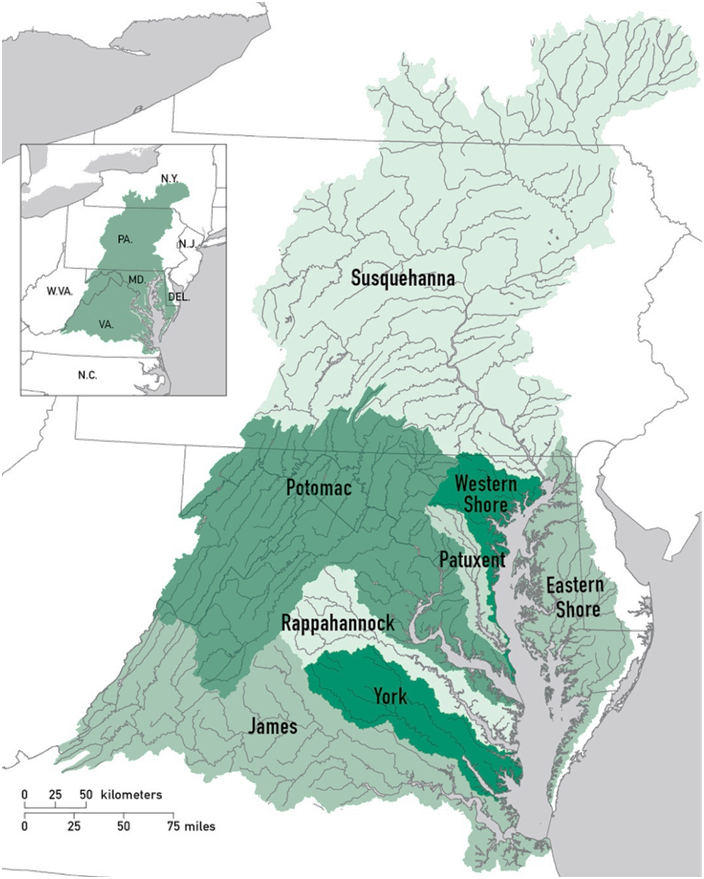 N.Y.
PA.
N.J.
MD.
W.VA.
DEL.
VA.
N.C.
Susquehanna
Potomac
Western
Shore
Patuxent
Eastern
Shore
Rappahannock
York
James
0 25 50 kilometers
0 25 50 75 miles